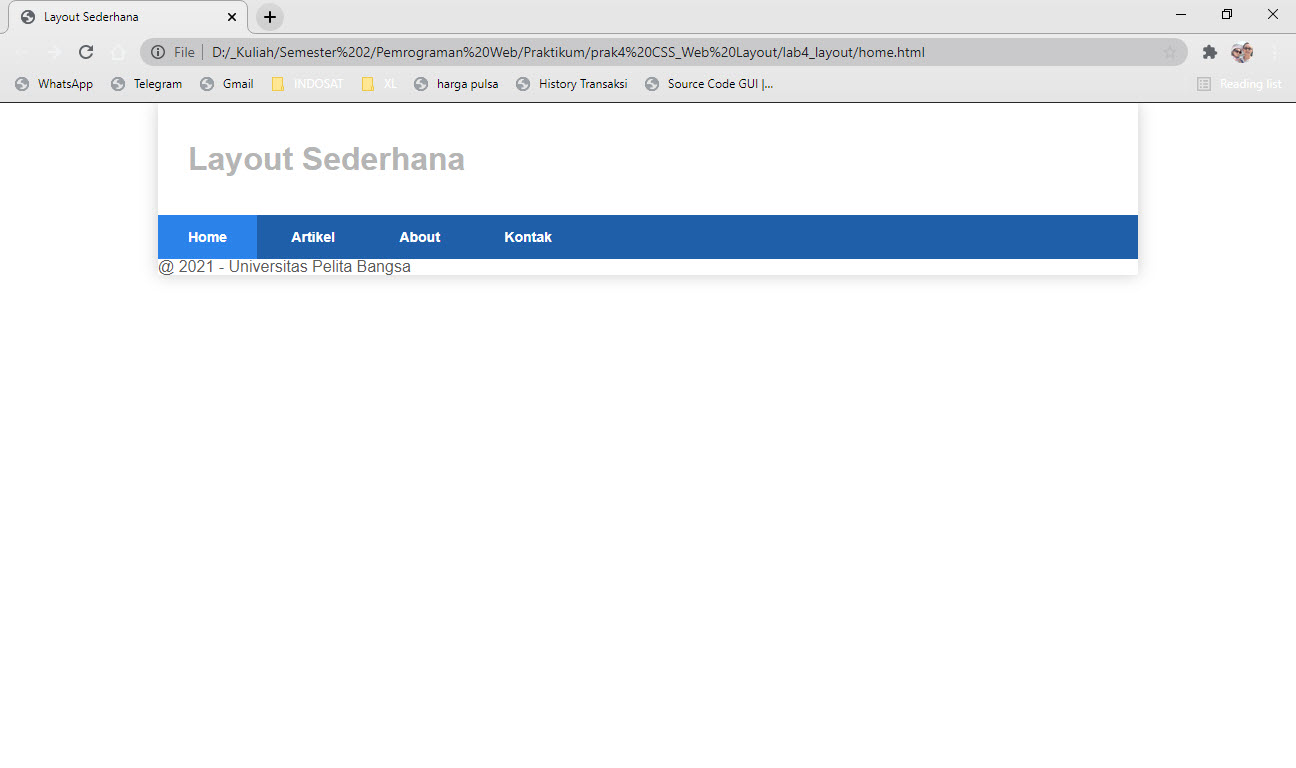 Layout Sederhana
File | D:/_Kuliah/Semester%202/Pemrograman%20Web/Praktikum/prak4%20CSS_Web%20Layout/lab4_layout/home.html
WhatsApp Telegram Gmail INDOSAT XL harga pulsa History Transaksi Source Code GUI |... Reading list
Layout Sederhana
Home Artikel About Kontak
@ 2021 - Universitas Pelita Bangsa